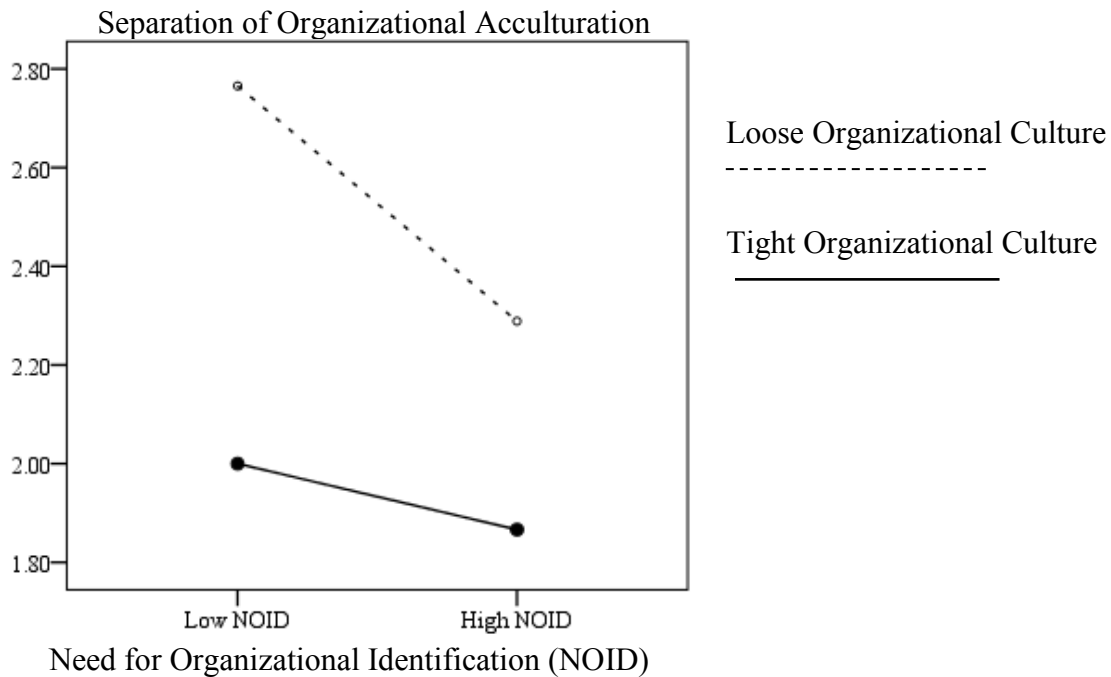 Separation of Organizational Acculturation
2.80
2.60
2.40
2.20
2.00
1.80
Low NOID
High NOID
Need for Organizational Identification (NOID)
Loose Organizational Culture
Tight Organizational Culture